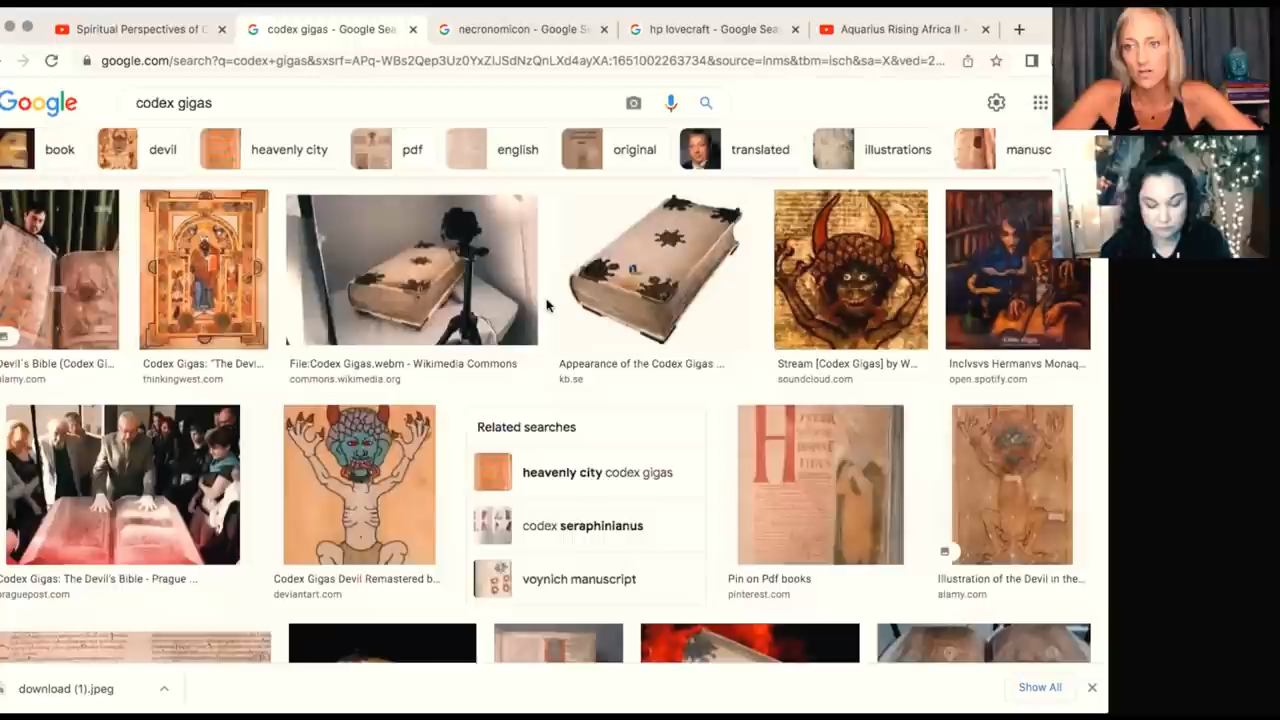 Spiritual Perspectives of C
codex gigas - Google Sea
necronomicon - Google S
hp lovecraft - Google Sea
Aquarius Rising Africa II -
google.com/search?q=codex+gigas&sxsrf=APq-WBs2Qep3Uz0YxZlJSdNzQnLXd4ayXA:1651002263734&source=lnms&tbm=isch&sa=X&ved=2...
Google
codex gigas
book
devil
heavenly city
pdf
english
original
translated
illustrations
manusc
Devil's Bible (Codex Gi...
alamy.com
Codex Gigas: "The Devi...
thinkingwest.com
File:Codex Gigas.webm - Wikimedia Commons
commons.wikimedia.org
Appearance of the Codex Gigas ...
kb.se
Stream [Codex Gigas] by W...
soundcloud.com
Inclvsvs Hermanvs Monaq...
open.spotify.com
Codex Gigas: The Devil's Bible - Prague ...
praguepost.com
Codex Gigas Devil Remastered b...
deviantart.com
Related searches
heavenly city codex gigas
codex seraphinianus
voynich manuscript
Pin on Pdf books
pinterest.com
Illustration of the Devil in the...
alamy.com
download (1).jpeg
Show All